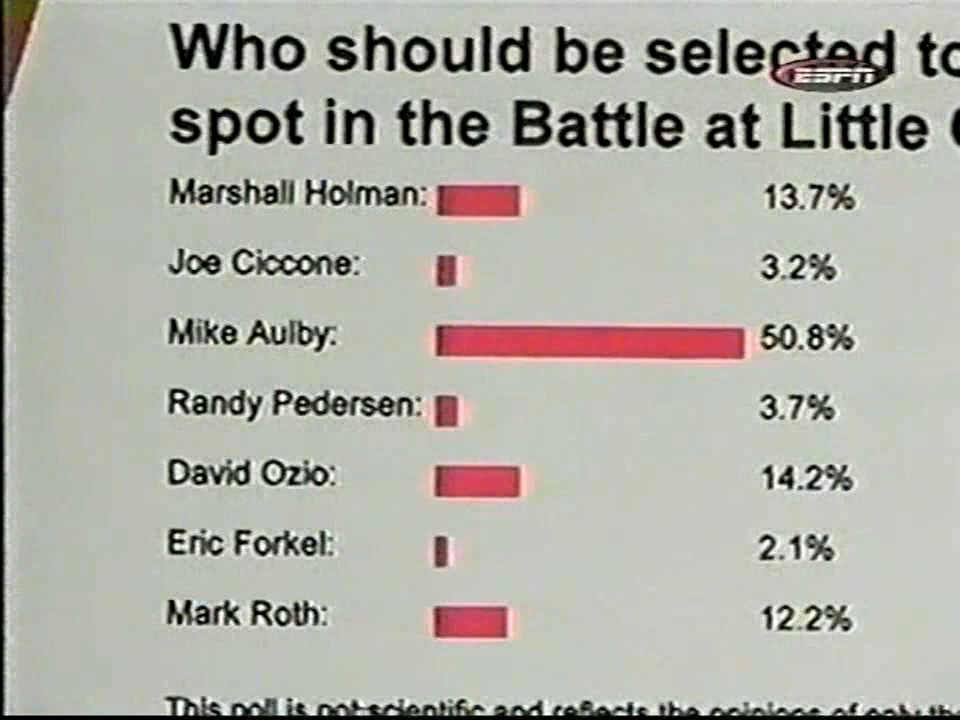 Who should be selected to
ESPN
spot in the Battle at Little
Marshall Holman: 13.7%
Joe Ciccone: 3.2%
Mike Aulby: 50.8%
Randy Pedersen: 3.7%
David Ozio: 14.2%
Eric Forkel: 2.1%
Mark Roth: 12.2%
This poll is not scientific and reflects the opinions of only